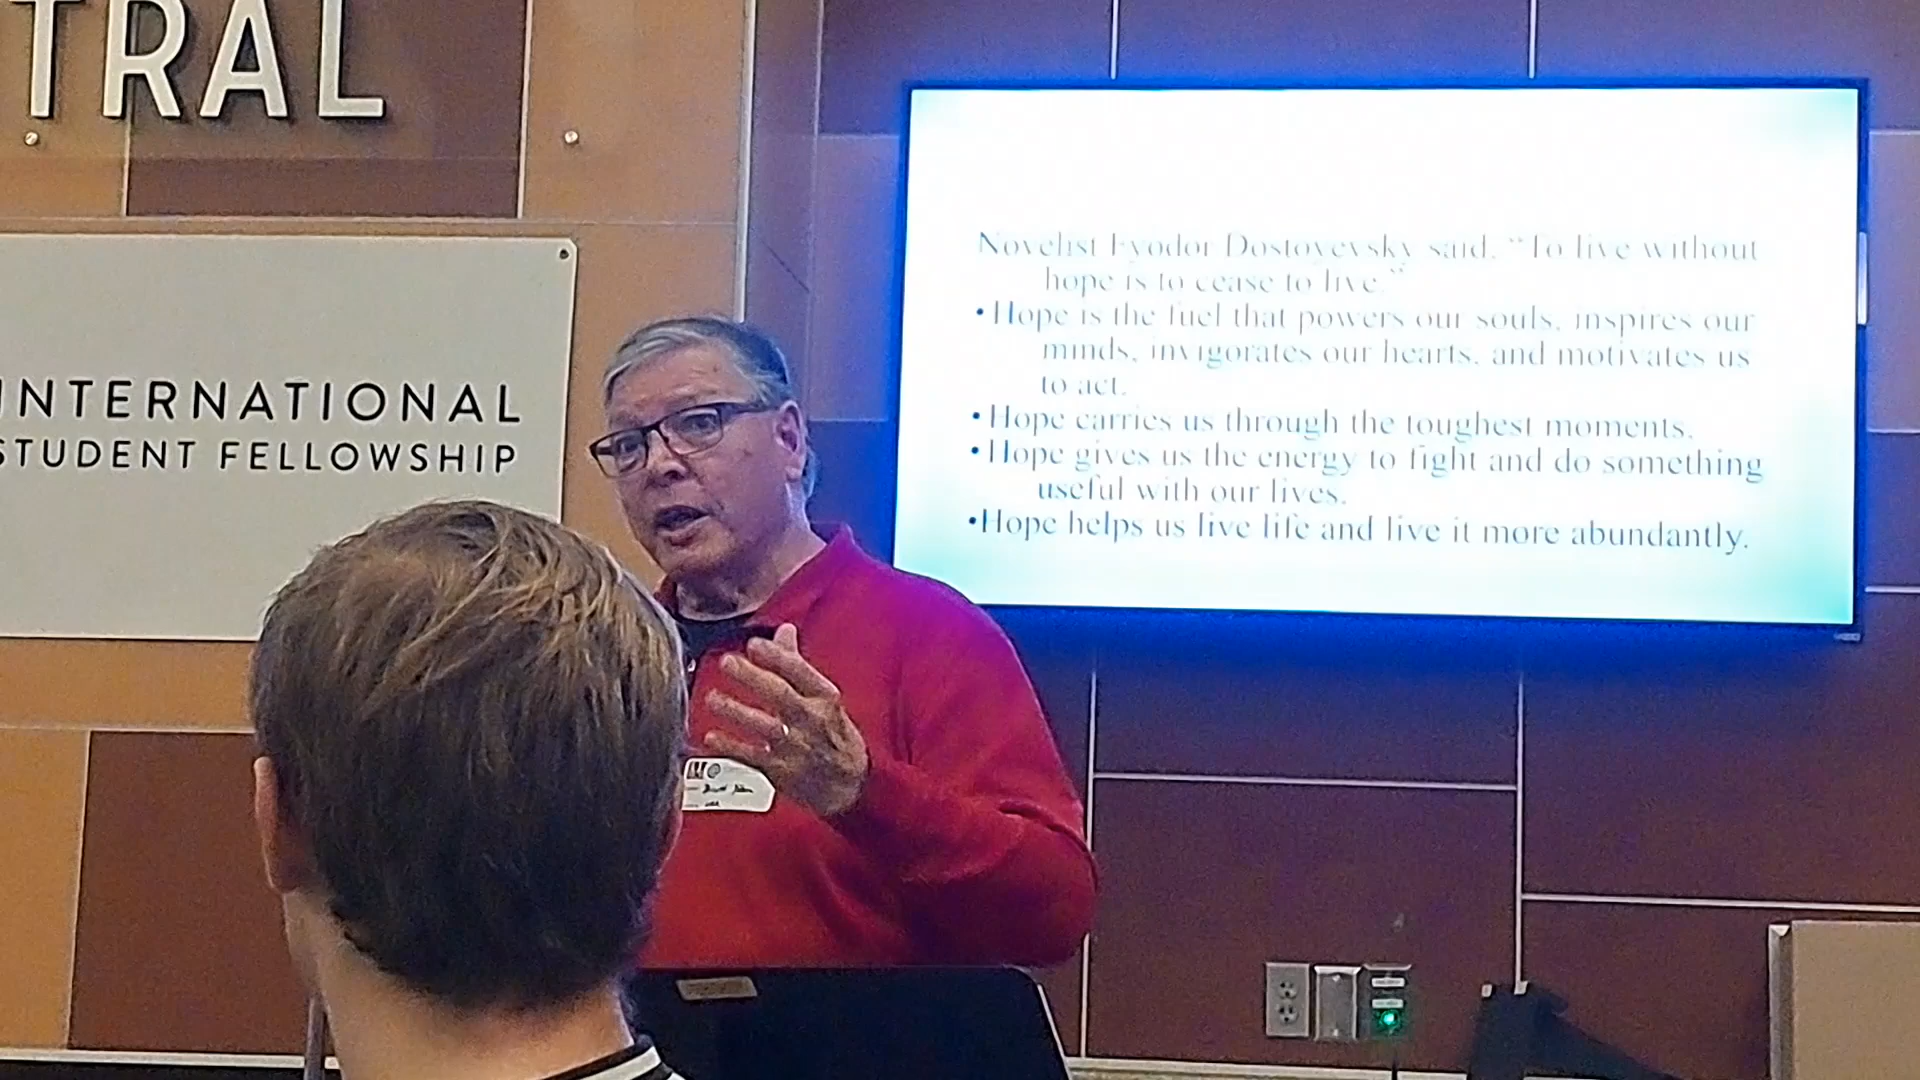 TRAL
INTERNATIONAL
STUDENT FELLOWSHIP
Novelist Fyodor Dostoyevsky said, “To live without
hope is to cease to live.”
•Hope is the fuel that powers our souls, inspires our
minds, invigorates our hearts, and motivates us
to act.
•Hope carries us through the toughest moments.
•Hope gives us the energy to fight and do something
useful with our lives.
•Hope helps us live life and live it more abundantly.